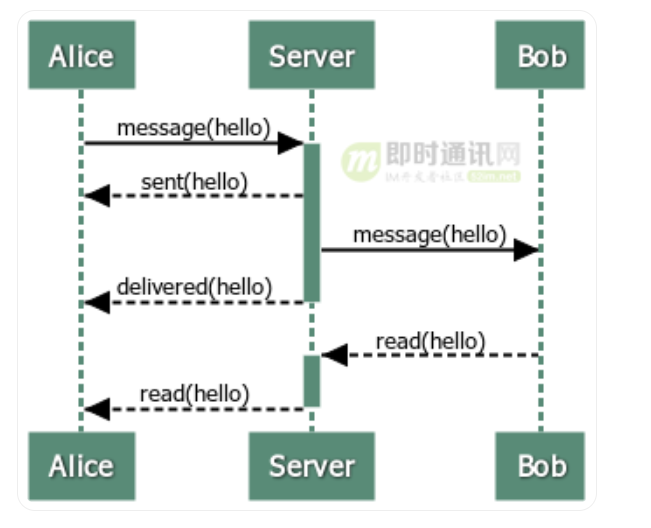 Alice
Server
Bob
message(hello)
即时通讯网
IM开发者社区 52im.net
sent(hello)
message(hello)
delivered(hello)
read(hello)
read(hello)
Alice
Server
Bob